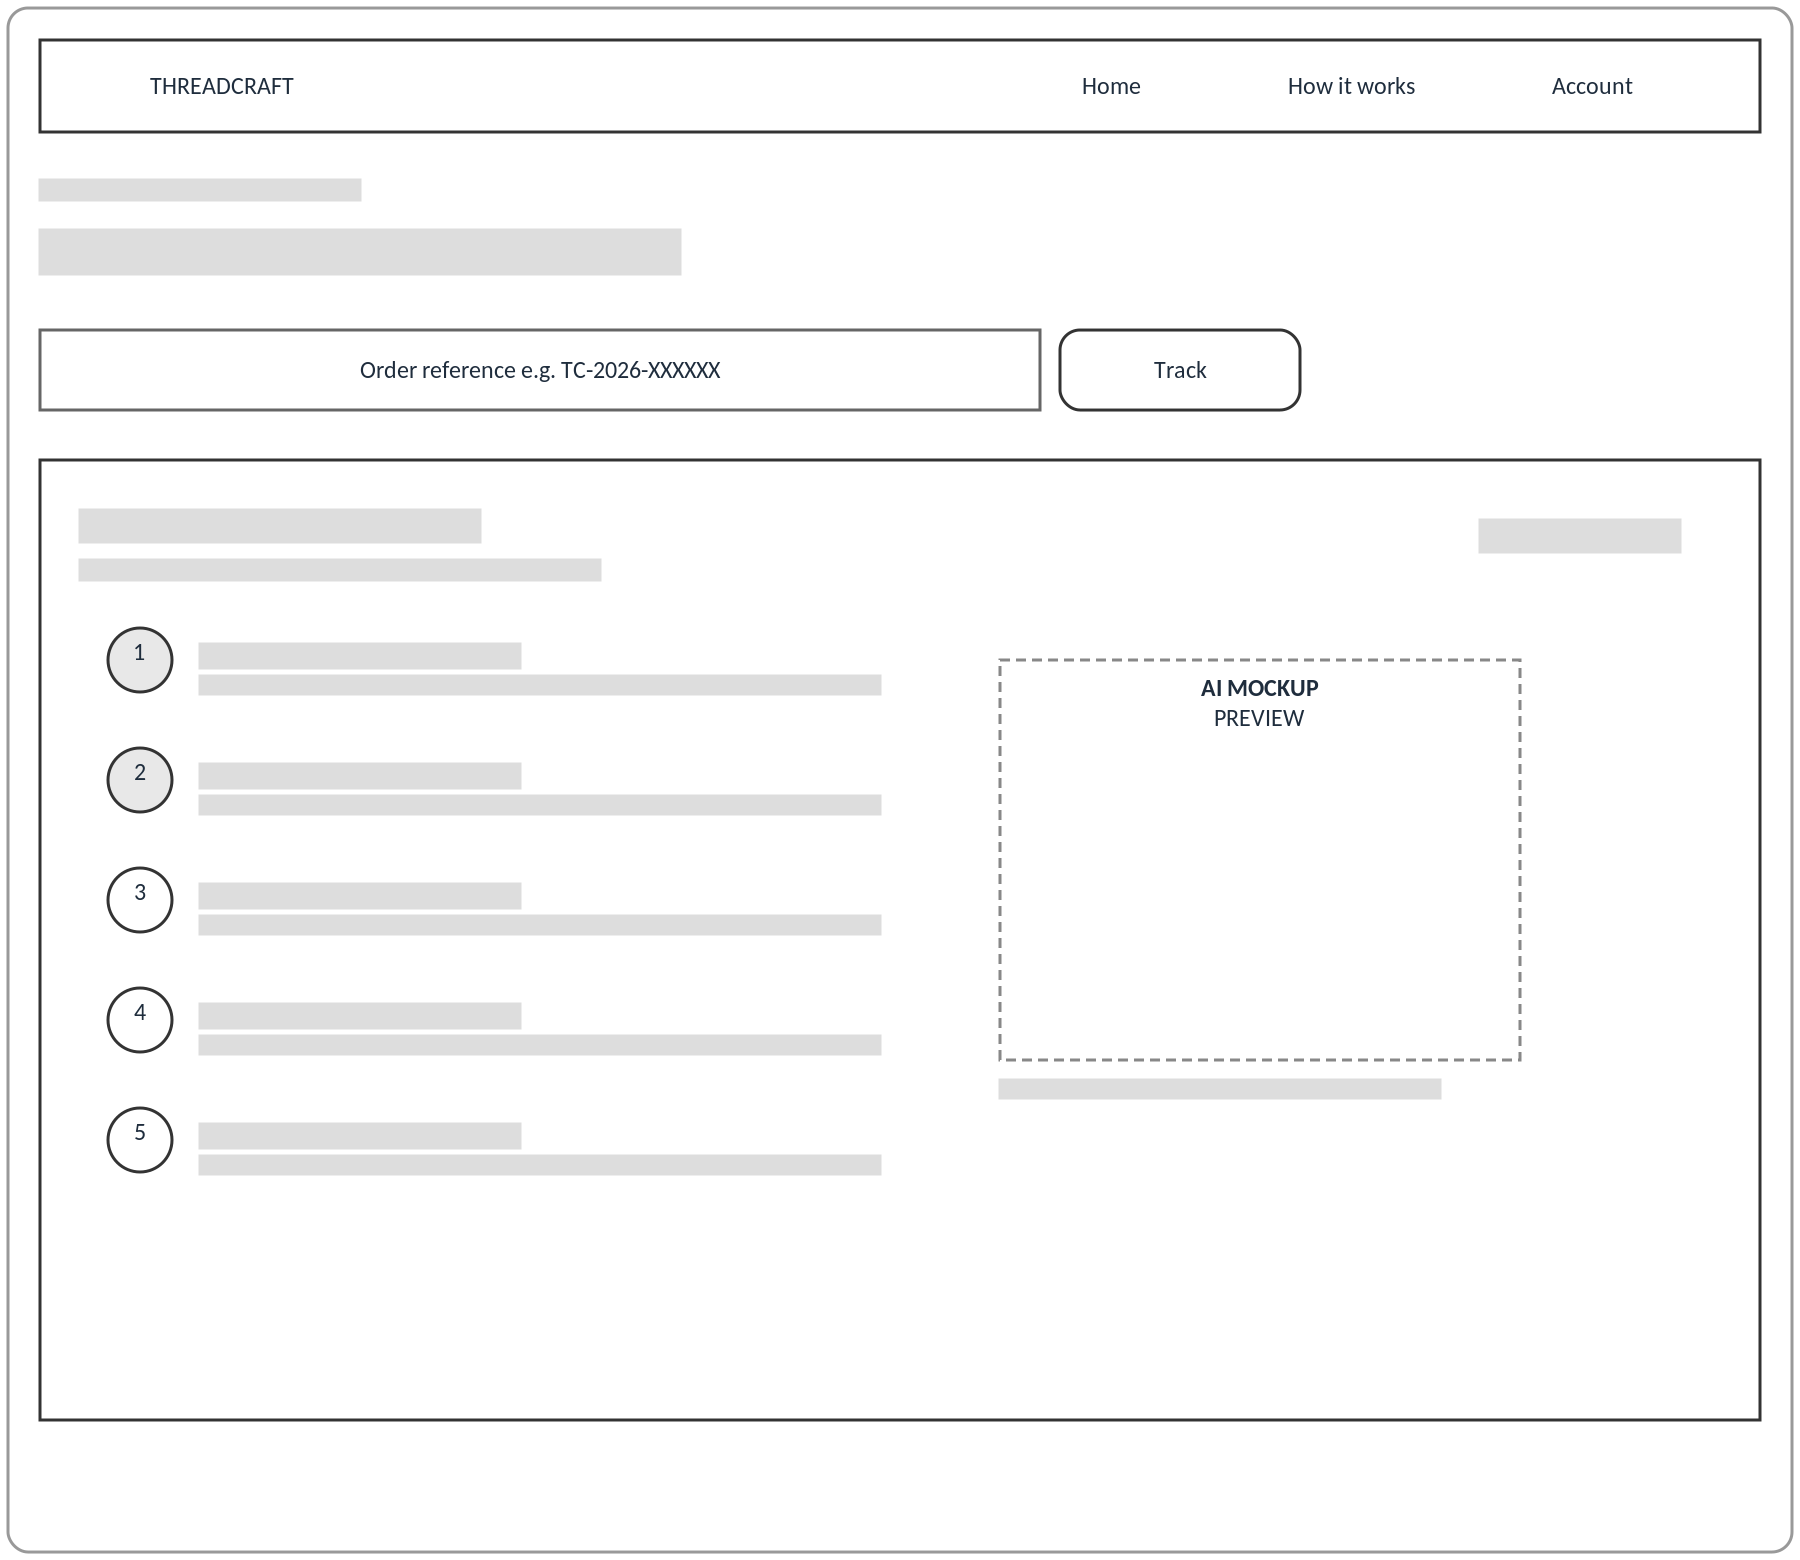 THREADCRAFT
Home
How it works
Account
Order reference e.g. TC-2026-XXXXXX
Track
1
2
3
4
5
AI MOCKUP
PREVIEW